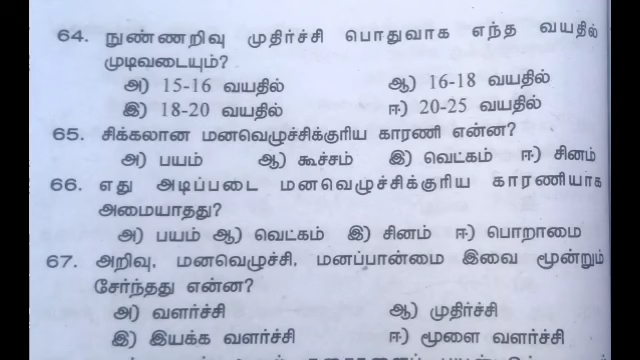 64. நுண்ணறிவு முதிர்ச்சி பொதுவாக எந்த வயதில்
முடிவடையும்?
அ) 15-16 வயதில் ஆ) 16-18 வயதில்
இ) 18-20 வயதில் ஈ) 20-25 வயதில்
65. சிக்கலான மனவெழுச்சிக்குரிய காரணி என்ன?
அ) பயம் ஆ) கூச்சம் இ) வெட்கம் ஈ) சினம்
66. எது அடிப்படை மனவெழுச்சிக்குரிய காரணியாக
அமையாதது?
அ) பயம் ஆ) வெட்கம் இ) சினம் ஈ) பொறாமை
67. அறிவு, மனவெழுச்சி, மனப்பான்மை இவை மூன்றும்
சேர்ந்தது என்ன?
அ) வளர்ச்சி ஆ) முதிர்ச்சி
இ) இயக்க வளர்ச்சி ஈ) மூளை வளர்ச்சி